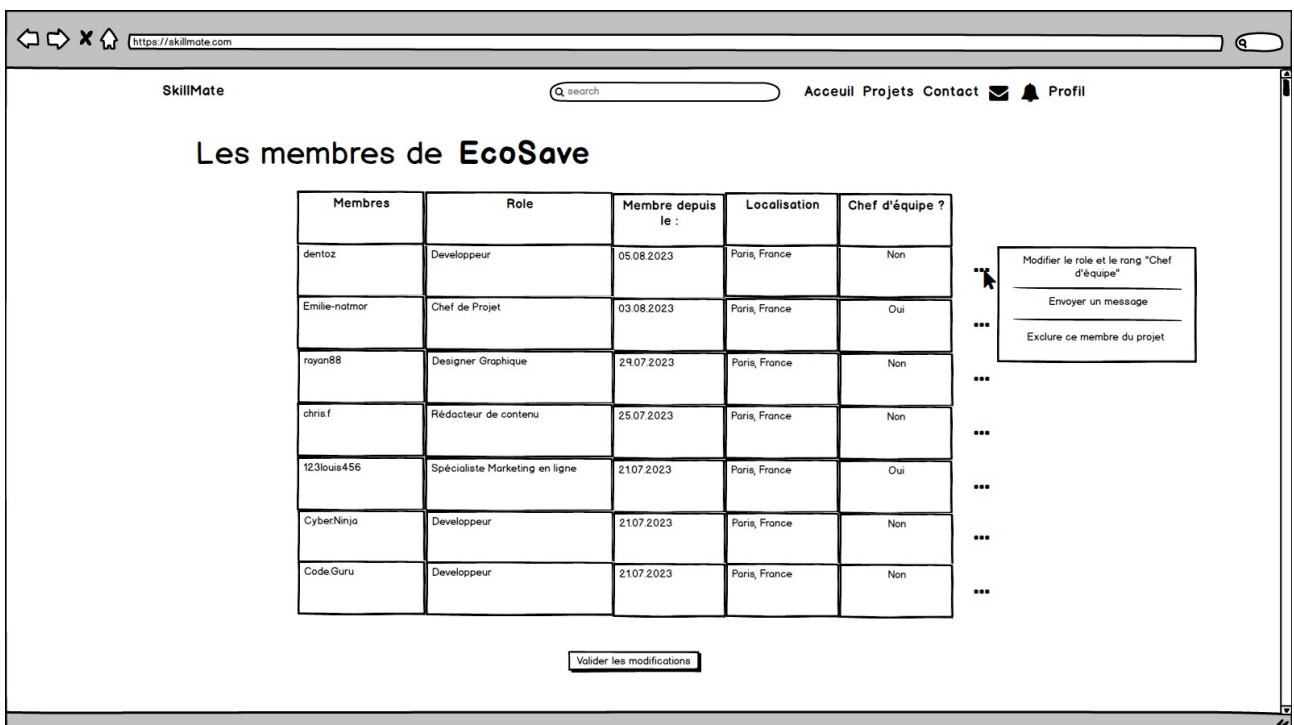 https://skillmate.com
SkillMate
search
Acceuil Projets Contact
Profil
Les membres de EcoSave
Membres
Role
Membre depuis
le :
Localisation
Chef d'équipe ?
dentoz
Developpeur
05.08.2023
Paris, France
Non
Modifier le role et le rang "Chef
d'équipe"
Envoyer un message
Exclure ce membre du projet
Emilie-natmor
Chef de Projet
03.08.2023
Paris, France
Oui
rayan88
Designer Graphique
29.07.2023
Paris, France
Non
chris.f
Rédacteur de contenu
25.07.2023
Paris, France
Non
123louis456
Spécialiste Marketing en ligne
21.07.2023
Paris, France
Oui
Cyber.Ninja
Developpeur
21.07.2023
Paris, France
Non
Code.Guru
Developpeur
21.07.2023
Paris, France
Non
Valider les modifications